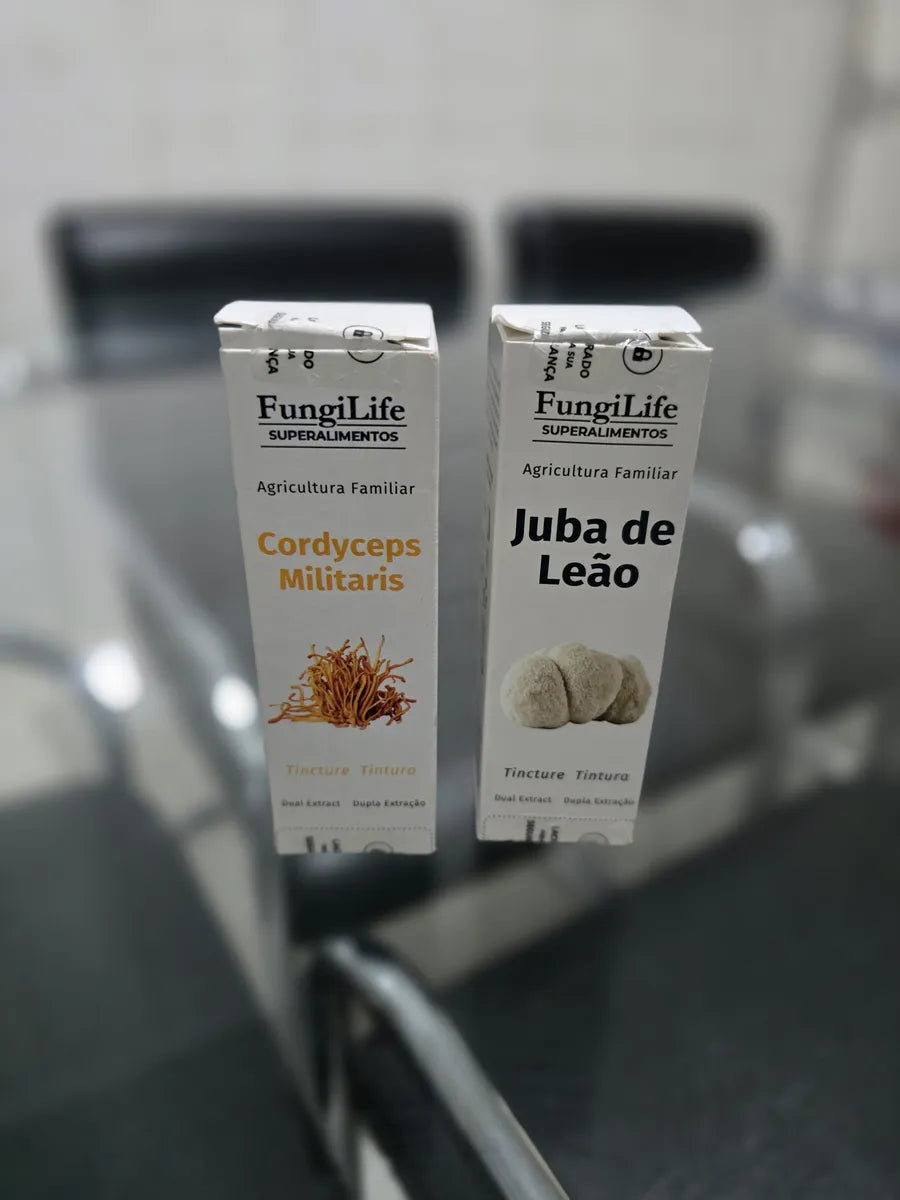 FungiLife
SUPERALIMENTOS
Agricultura Familiar
Cordyceps
Militaris
Tincture Tintura
Dual Extract Dupla Extração
FungiLife
SUPERALIMENTOS
Agricultura Familiar
Juba de
Leão
Tincture Tintura
Dual Extract Dupla Extração